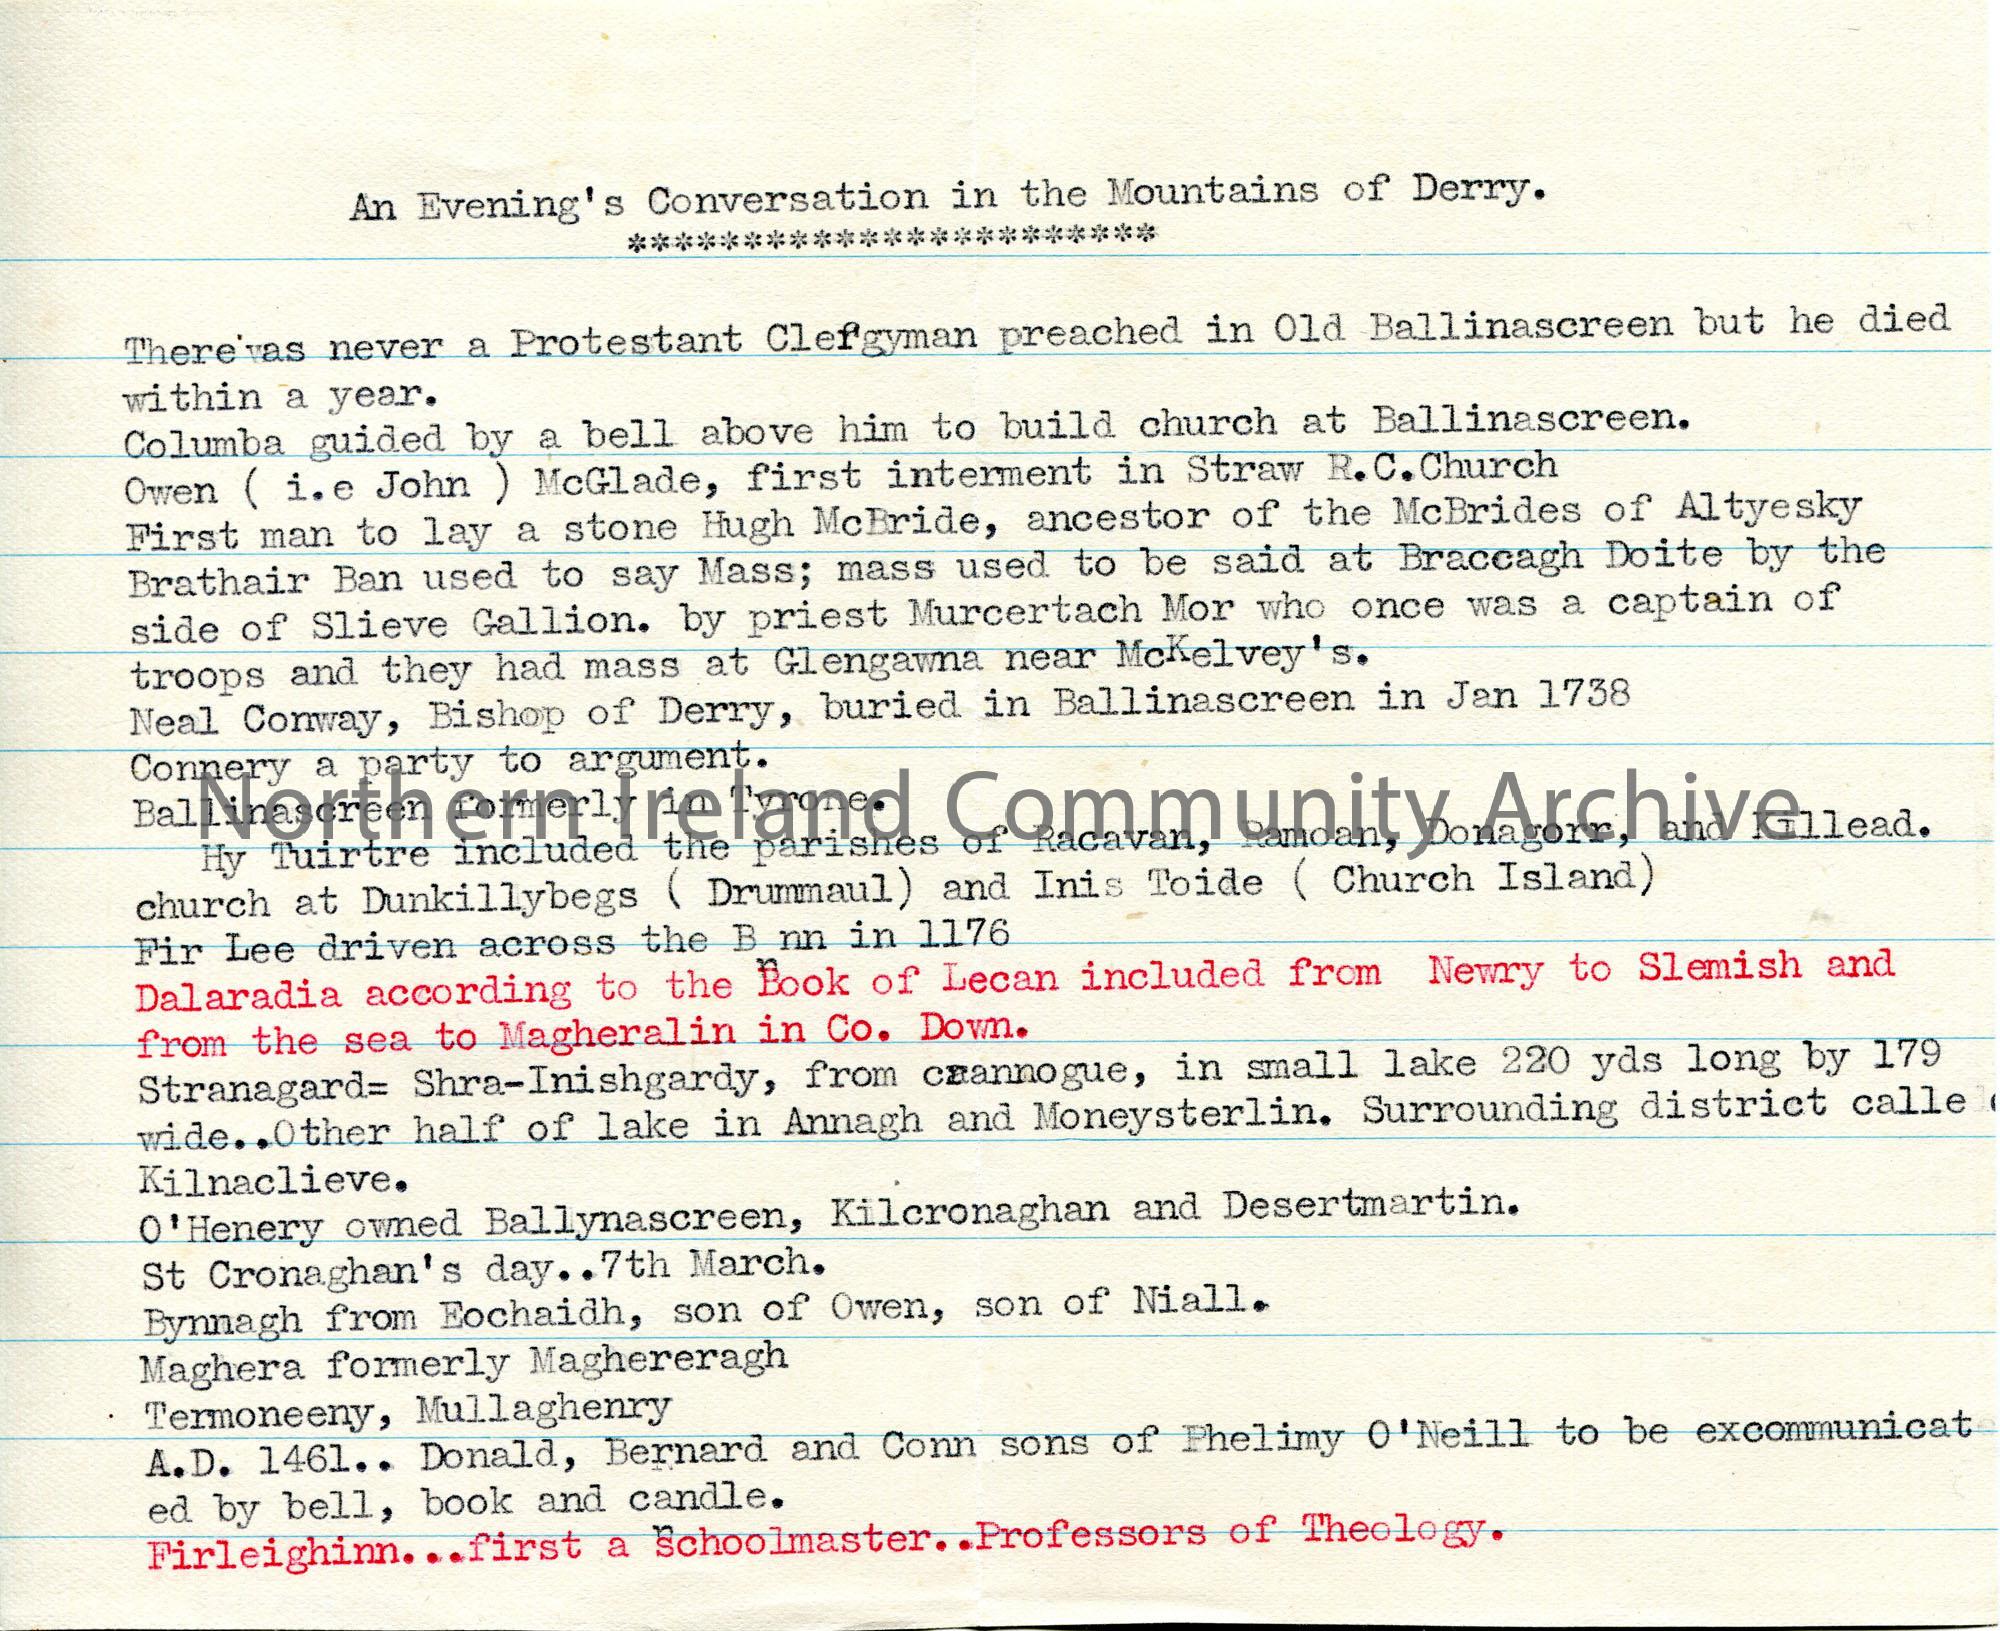 An Evening's Conversation in the Mountains of Derry.
***********************
There was never a Protestant Clergyman preached in Old Ballinascreen but he died
within a year.
Columba guided by a bell above him to build church at Ballinascreen.
Owen ( i.e John ) McGlade, first interment in Straw R.C.Church
First man to lay a stone Hugh McBride, ancestor of the McBrides of Altyesky
Brathair Ban used to say Mass; mass used to be said at Braccagh Doite by the
side of Slieve Gallion. by priest Murcertach Mor who once was a captain of
troops and they had mass at Glengawna near McKelvey's.
Neal Conway, Bishop of Derry, buried in Ballinascreen in Jan 1738
Connery a party to argument.
Ballinascreen formerly in Tyrone.
Northern Ireland Community Archive
Hy Tuirtre included the parishes of Racavan, Ramoan, Donagorr, and Killead.
church at Dunkillybegs ( Drummaul) and Inis Toide ( Church Island)
Fir Lee driven across the B nn in 1176
Dalaradia according to the Book of Lecan included from Newry to Slemish and
from the sea to Magheralin in Co. Down.
Stranagard= Shra-Inishgardy, from crannogue, in small lake 220 yds long by 179
wide..Other half of lake in Annagh and Moneysterlin. Surrounding district calle
Kilnaclieve.
O'Henery owned Ballynascreen, Kilcronaghan and Desertmartin.
St Cronaghan's day..7th March.
Bynnagh from Eochaidh, son of Owen, son of Niall.
Maghera formerly Maghereragh
Termoneeny, Mullaghenry
A.D. 1461.. Donald, Bernard and Conn sons of Phelimy O'Neill to be excommunicat
ed by bell, book and candle.
Firleighinn...first a Schoolmaster..Professors of Theology.